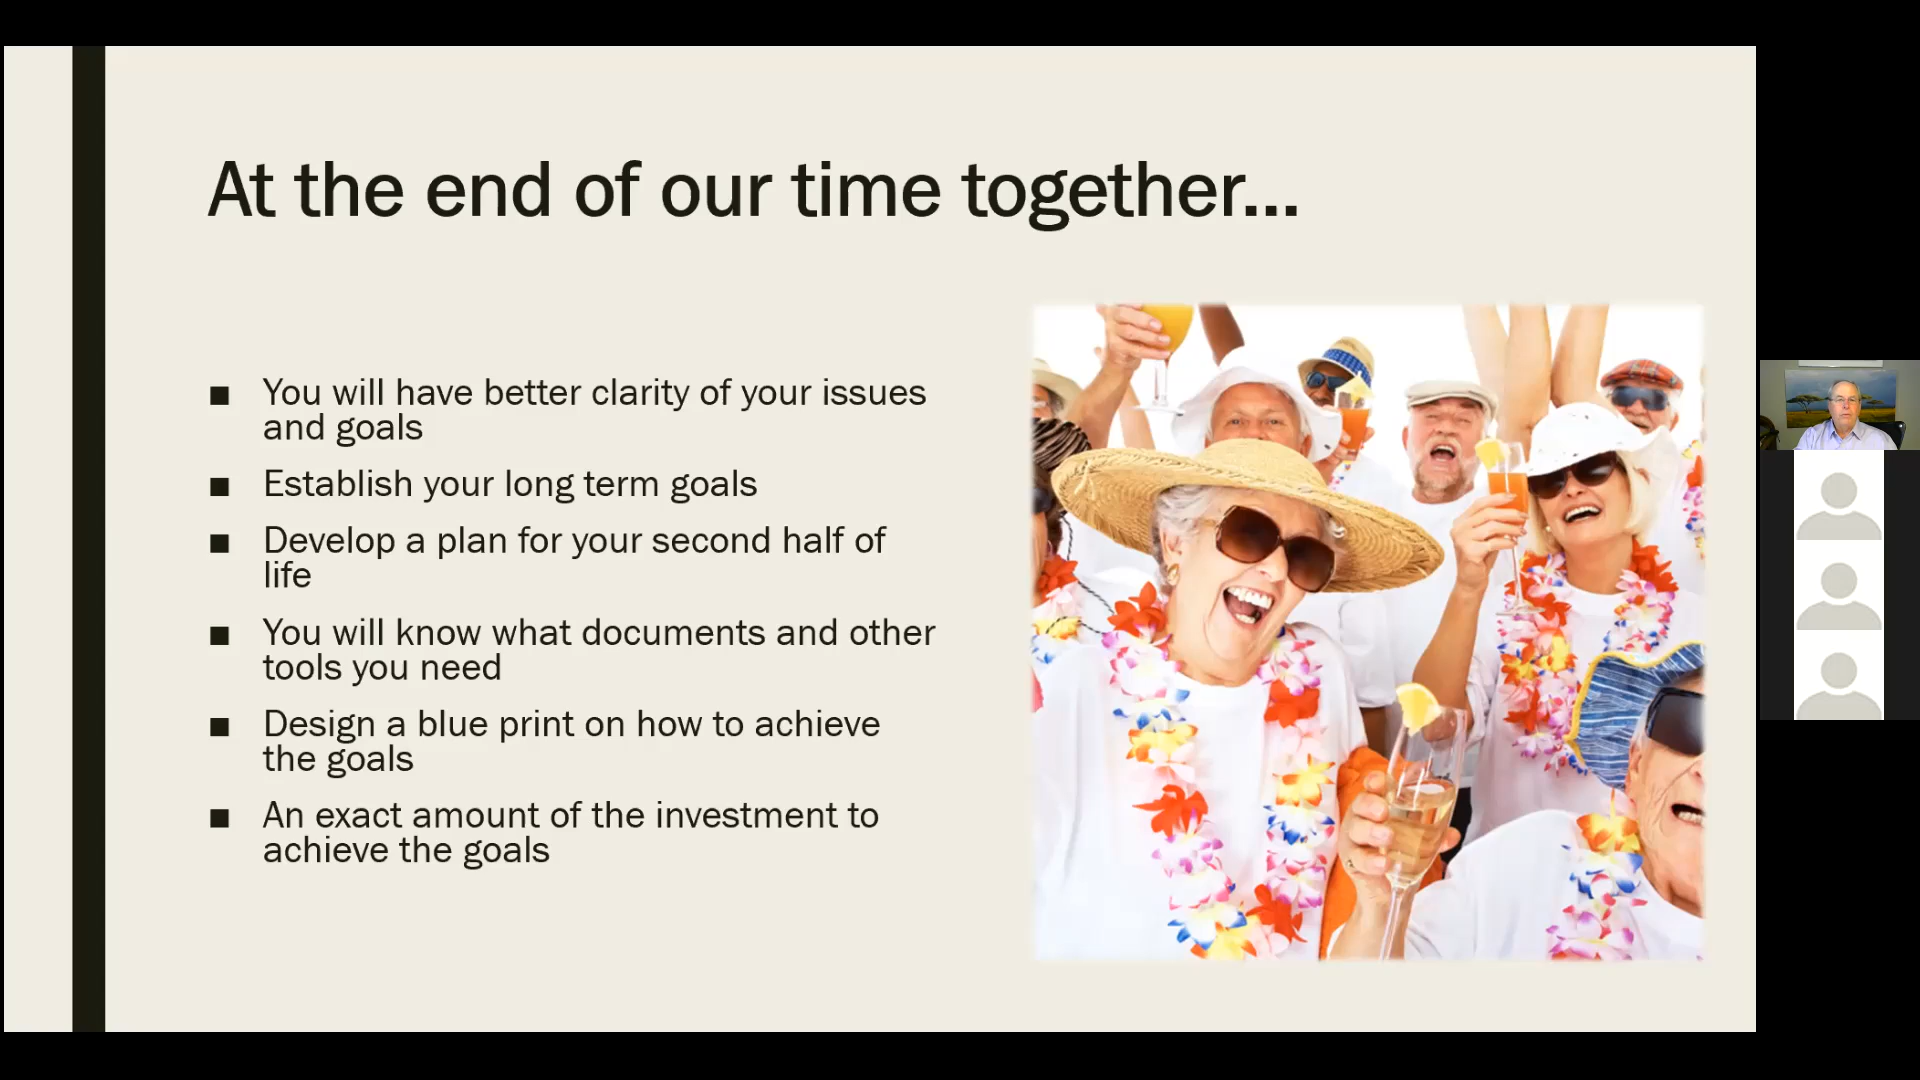 At the end of our time together...
■ You will have better clarity of your issues
and goals
■ Establish your long term goals
■ Develop a plan for your second half of
life
■ You will know what documents and other
tools you need
■ Design a blue print on how to achieve
the goals
■ An exact amount of the investment to
achieve the goals